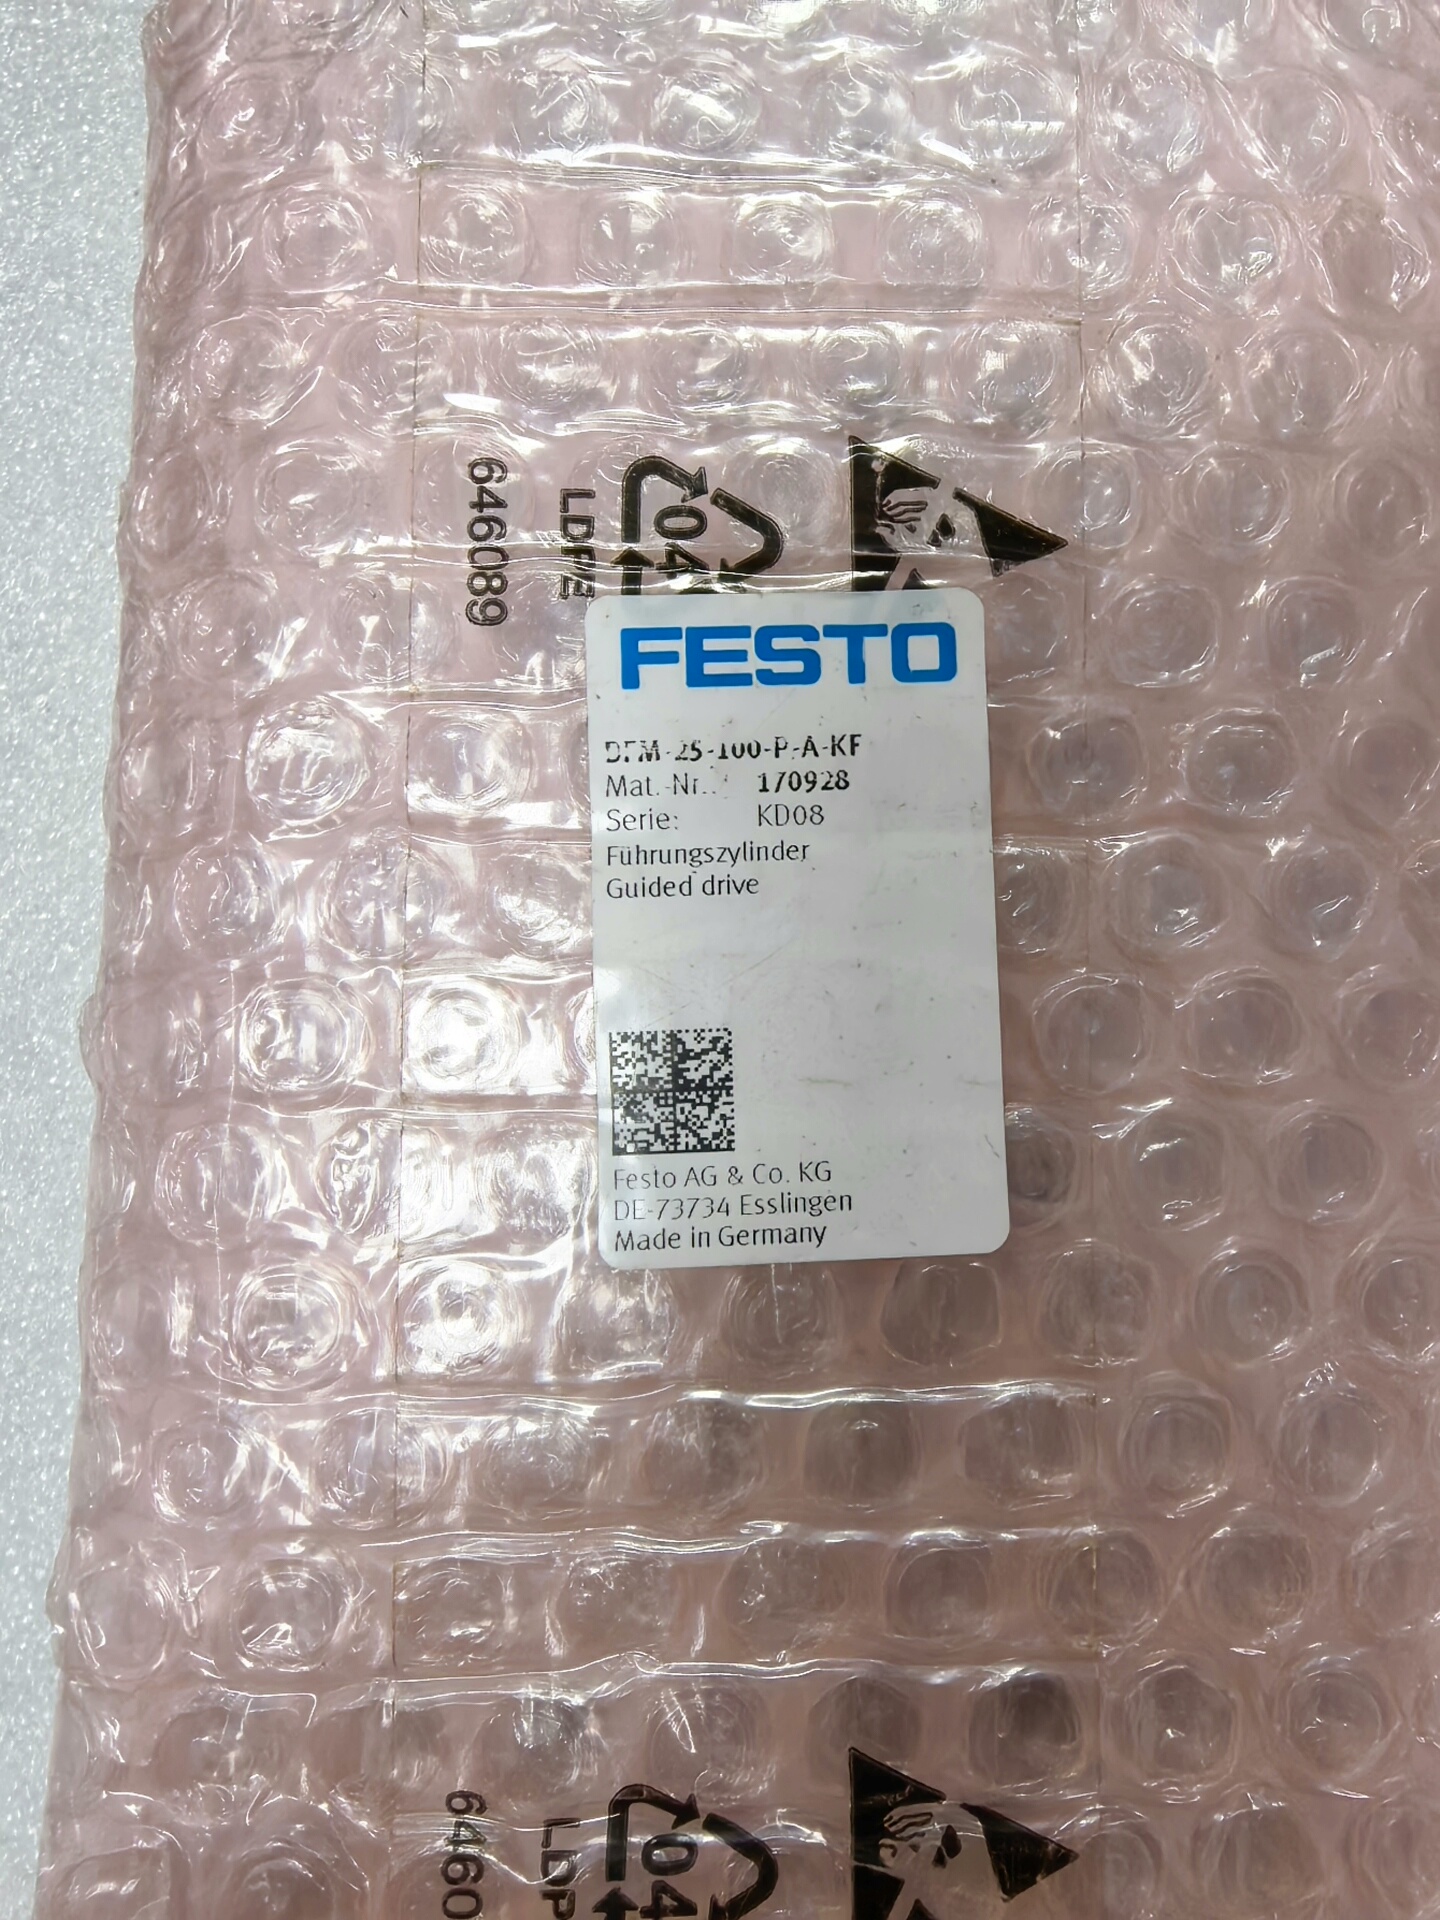 646089
LDPE
04
FESTO
DFM-25-100-P-A-KF
Mat.-Nr.: 170928
Serie: KD08
Führungszylinder
Guided drive
Festo AG & Co. KG
DE-73734 Esslingen
Made in Germany
6460
LDP
04